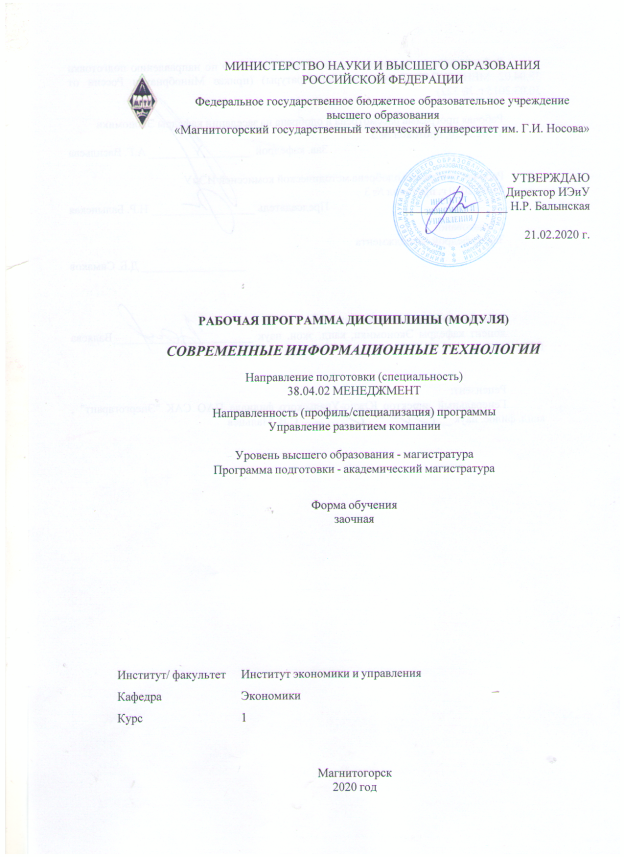 МИНИСТЕРСТВО НАУКИ И ВЫСШЕГО ОБРАЗОВАНИЯ
РОССИЙСКОЙ ФЕДЕРАЦИИ
Федеральное государственное бюджетное образовательное учреждение
высшего образования
«Магнитогорский государственный технический университет им. Г.И. Носова»
МГТУ
УТВЕРЖДАЮ
Директор ИЭиУ
Н.Р. Балынская
21.02.2020 г.
РАБОЧАЯ ПРОГРАММА ДИСЦИПЛИНЫ (МОДУЛЯ)
СОВРЕМЕННЫЕ ИНФОРМАЦИОННЫЕ ТЕХНОЛОГИИ
Направление подготовки (специальность)
38.04.02 МЕНЕДЖМЕНТ
Направленность (профиль/специализация) программы
Управление развитием компании
Уровень высшего образования - магистратура
Программа подготовки - академический магистратура
Форма обучения
заочная
Институт/ факультет Институт экономики и управления
Кафедра Экономики
Курс 1
Магнитогорск
2020 год